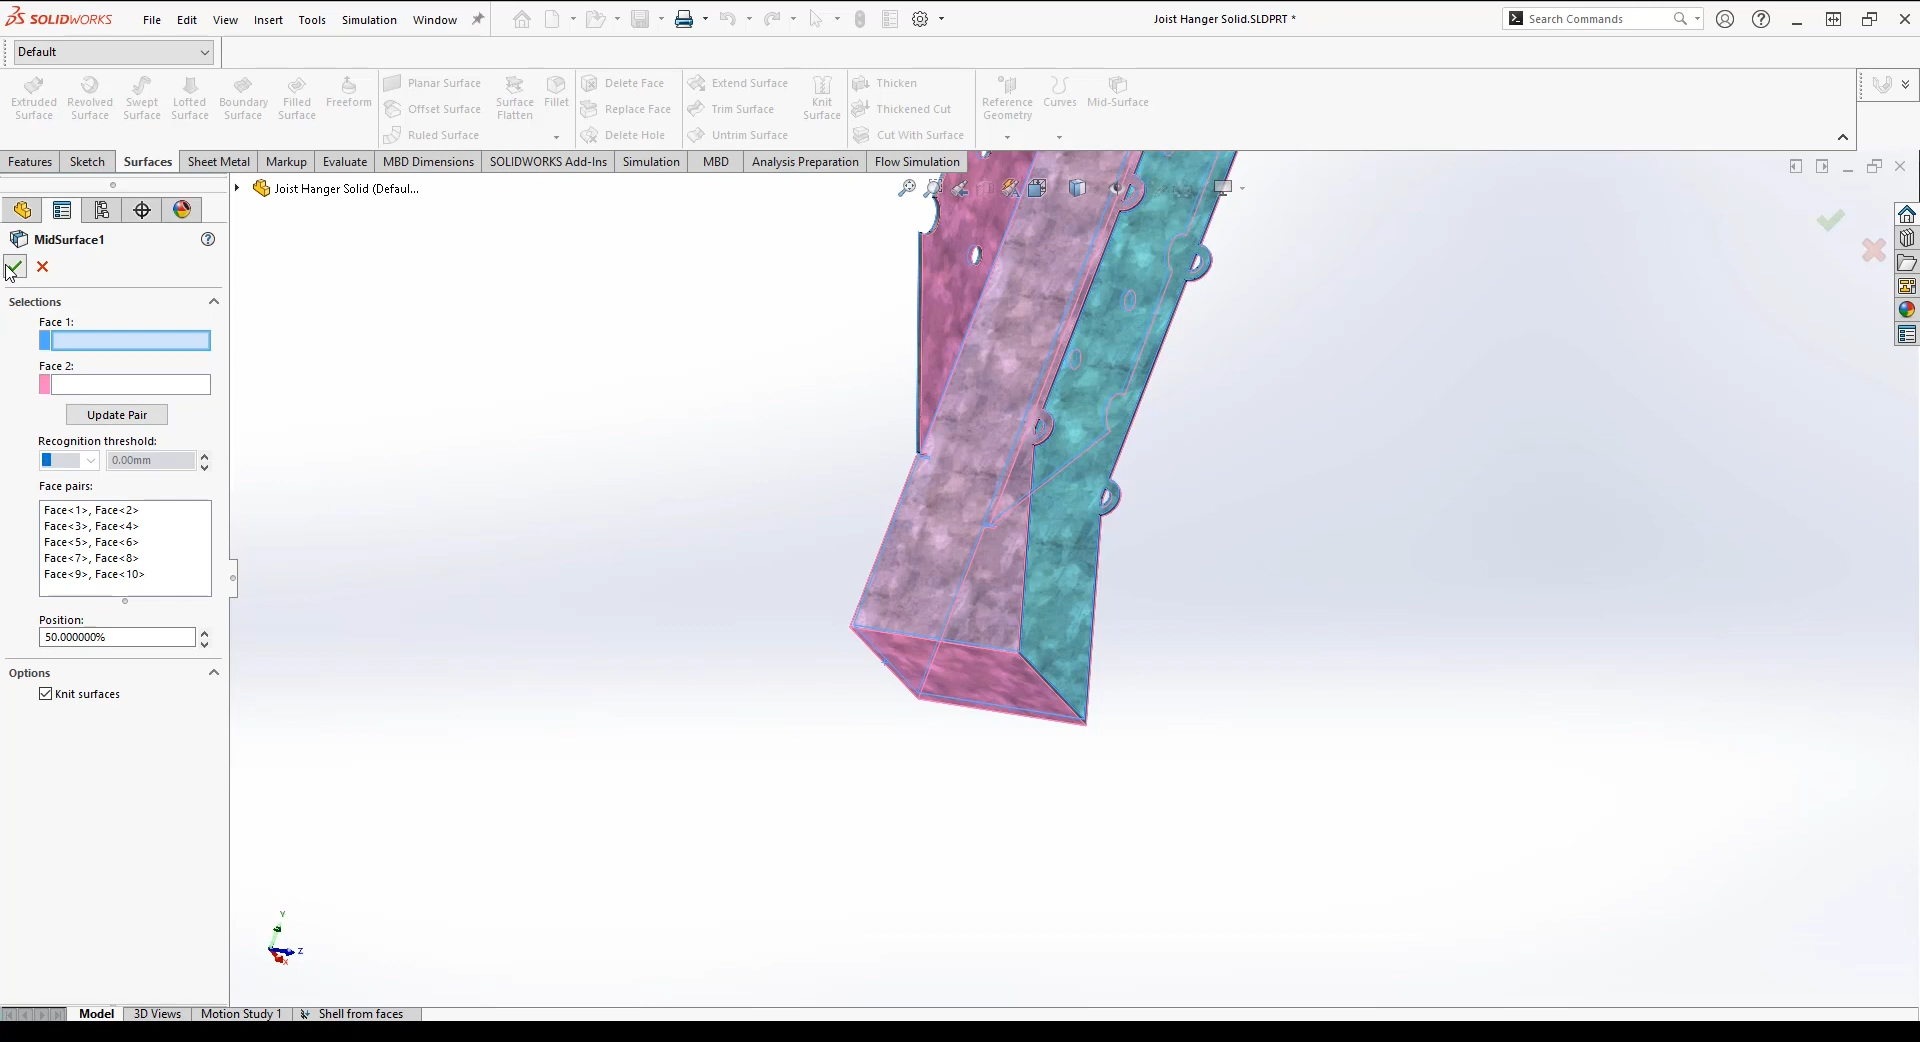 SOLIDWORKS File Edit View Insert Tools Simulation Window Joist Hanger Solid.SLDPRT * Search Commands
Default
Extruded Surface
Revolved Surface
Swept Surface
Lofted Surface
Boundary Surface
Filled Surface
Freeform
Planar Surface
Offset Surface
Ruled Surface
Surface Flatten
Fillet
Delete Face
Replace Face
Delete Hole
Extend Surface
Trim Surface
Untrim Surface
Knit Surface
Thicken
Thickened Cut
Cut With Surface
Reference Geometry
Curves
Mid-Surface
Features Sketch Surfaces Sheet Metal Markup Evaluate MBD Dimensions SOLIDWORKS Add-Ins Simulation MBD Analysis Preparation Flow Simulation
Joist Hanger Solid (Defaul...
MidSurface1
Selections
Face 1:
Face 2:
Update Pair
Recognition threshold:
0.00mm
Face pairs:
Face<1>, Face<2>
Face<3>, Face<4>
Face<5>, Face<6>
Face<7>, Face<8>
Face<9>, Face<10>
Position:
50.000000%
Options
Knit surfaces
Y
Z
X
Model 3D Views Motion Study 1 Shell from faces